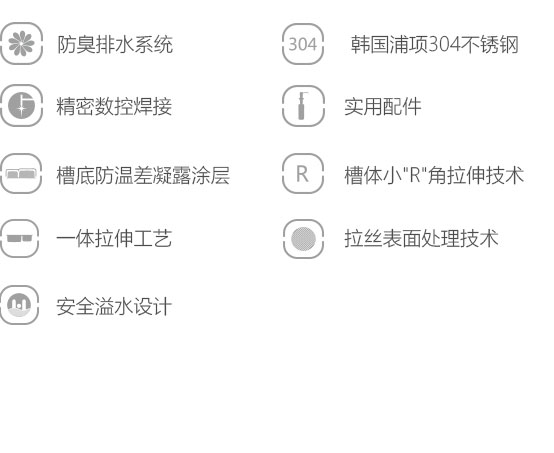 防臭排水系统
304 韩国浦项304不锈钢
精密数控焊接
实用配件
槽底防温差凝露涂层
R 槽体小"R"角拉伸技术
一体拉伸工艺
拉丝表面处理技术
安全溢水设计